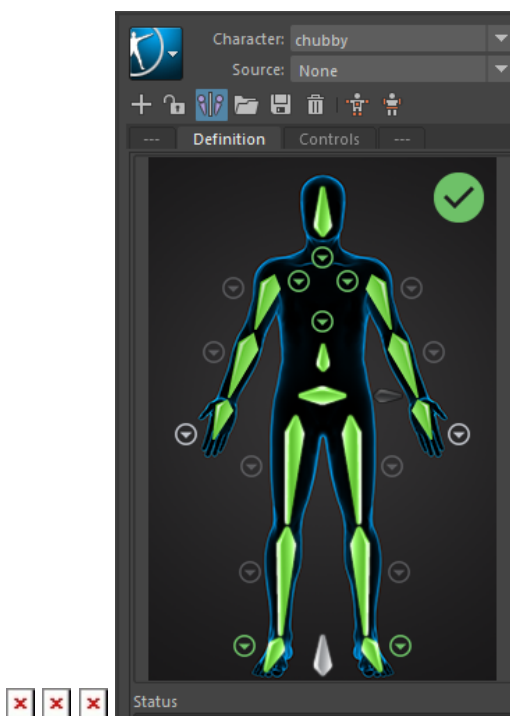 Character: chubby
Source: None
--- Definition Controls ---
Status